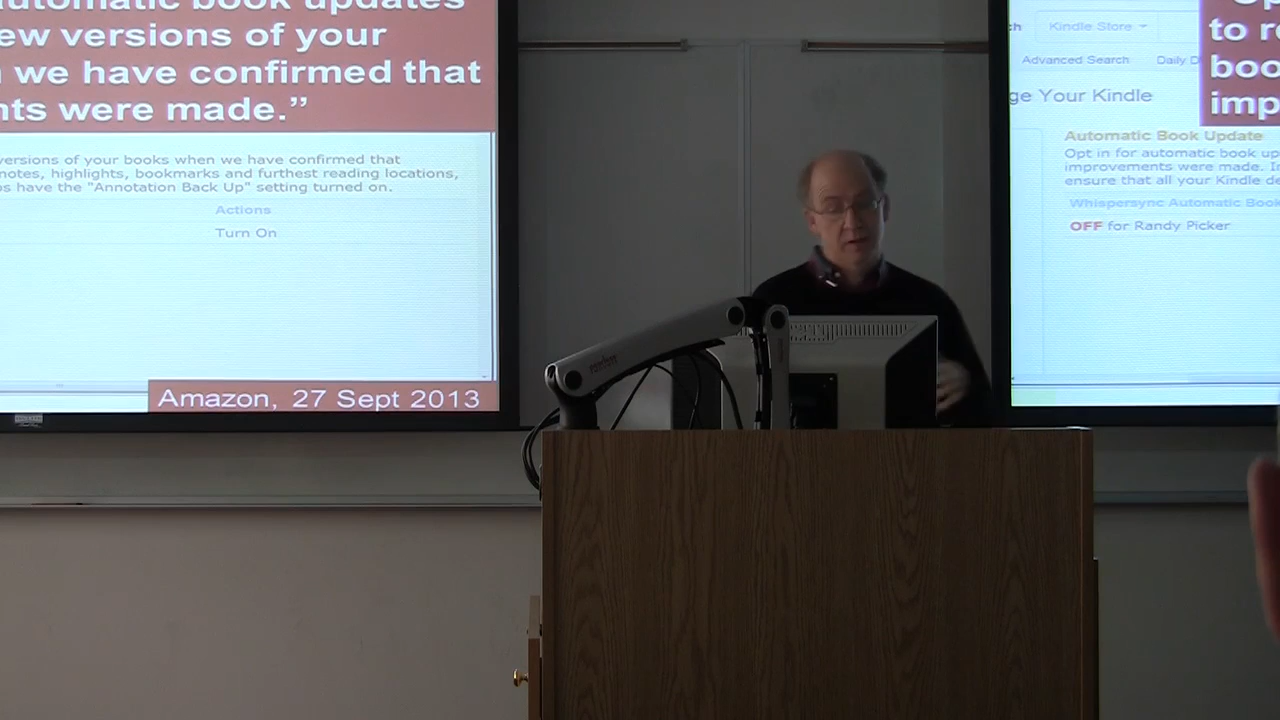 automatic book updates
ew versions of your
we have confirmed that
nts were made.”
versions of your books when we have confirmed that
notes, highlights, bookmarks and furthest reading locations,
os have the "Annotation Back Up" setting turned on.
Actions
Turn On
Amazon, 27 Sept 2013
ch
Kindle Store
Advanced Search
Daily D
ge Your Kindle
Automatic Book Update
Opt in for automatic book up
improvements were made. In
ensure that all your Kindle de
Whispersync Automatic Book
OFF for Randy Picker
"Op
to re
boo
imp